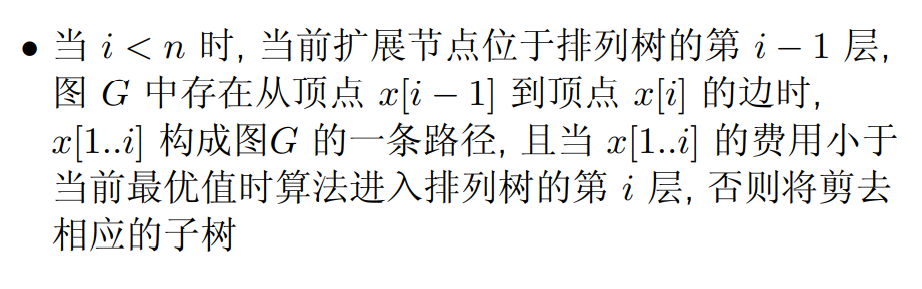 • 当 i < n 时, 当前扩展节点位于排列树的第 i − 1 层,
图 G 中存在从顶点 x[i − 1] 到顶点 x[i] 的边时,
x[1..i] 构成图G 的一条路径, 且当 x[1..i] 的费用小于
当前最优值时算法进入排列树的第 i 层, 否则将剪去
相应的子树